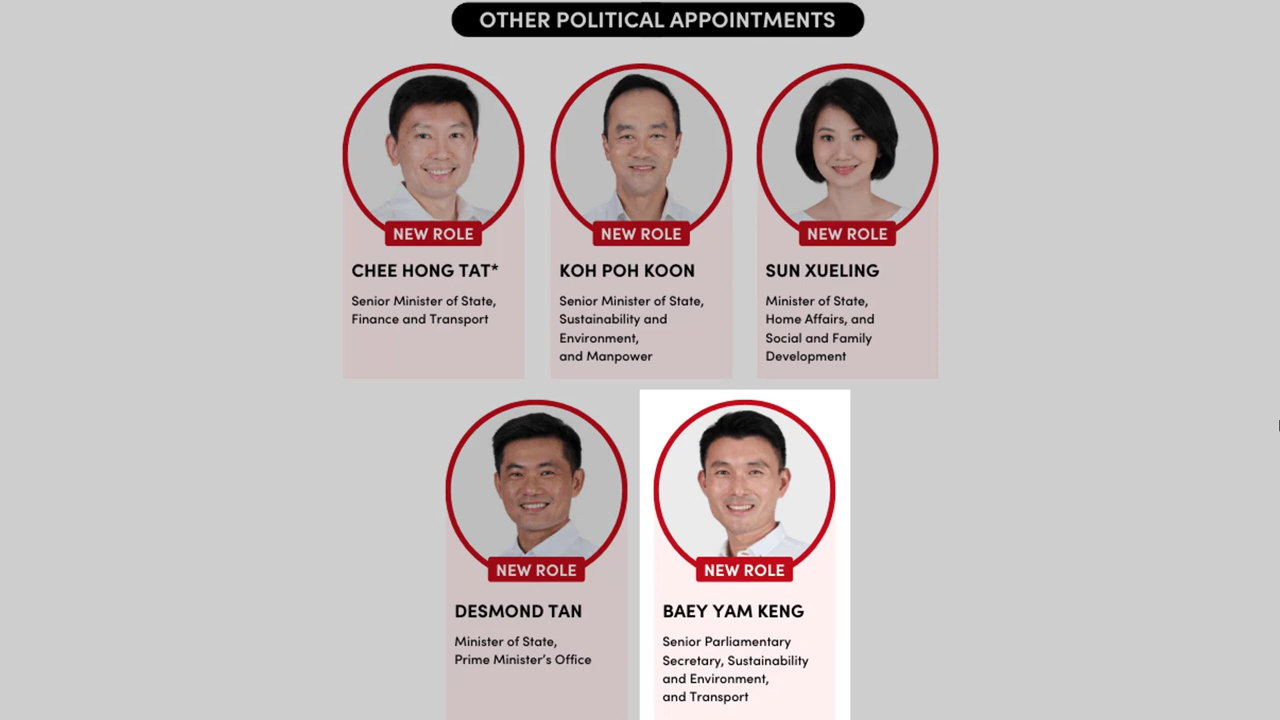 OTHER POLITICAL APPOINTMENTS
NEW ROLE
CHEE HONG TAT*
Senior Minister of State,
Finance and Transport
NEW ROLE
KOH POH KOON
Senior Minister of State,
Sustainability and
Environment,
and Manpower
NEW ROLE
SUN XUELING
Minister of State,
Home Affairs, and
Social and Family
Development
NEW ROLE
DESMOND TAN
Minister of State,
Prime Minister's Office
NEW ROLE
BAEY YAM KENG
Senior Parliamentary
Secretary, Sustainability
and Environment,
and Transport